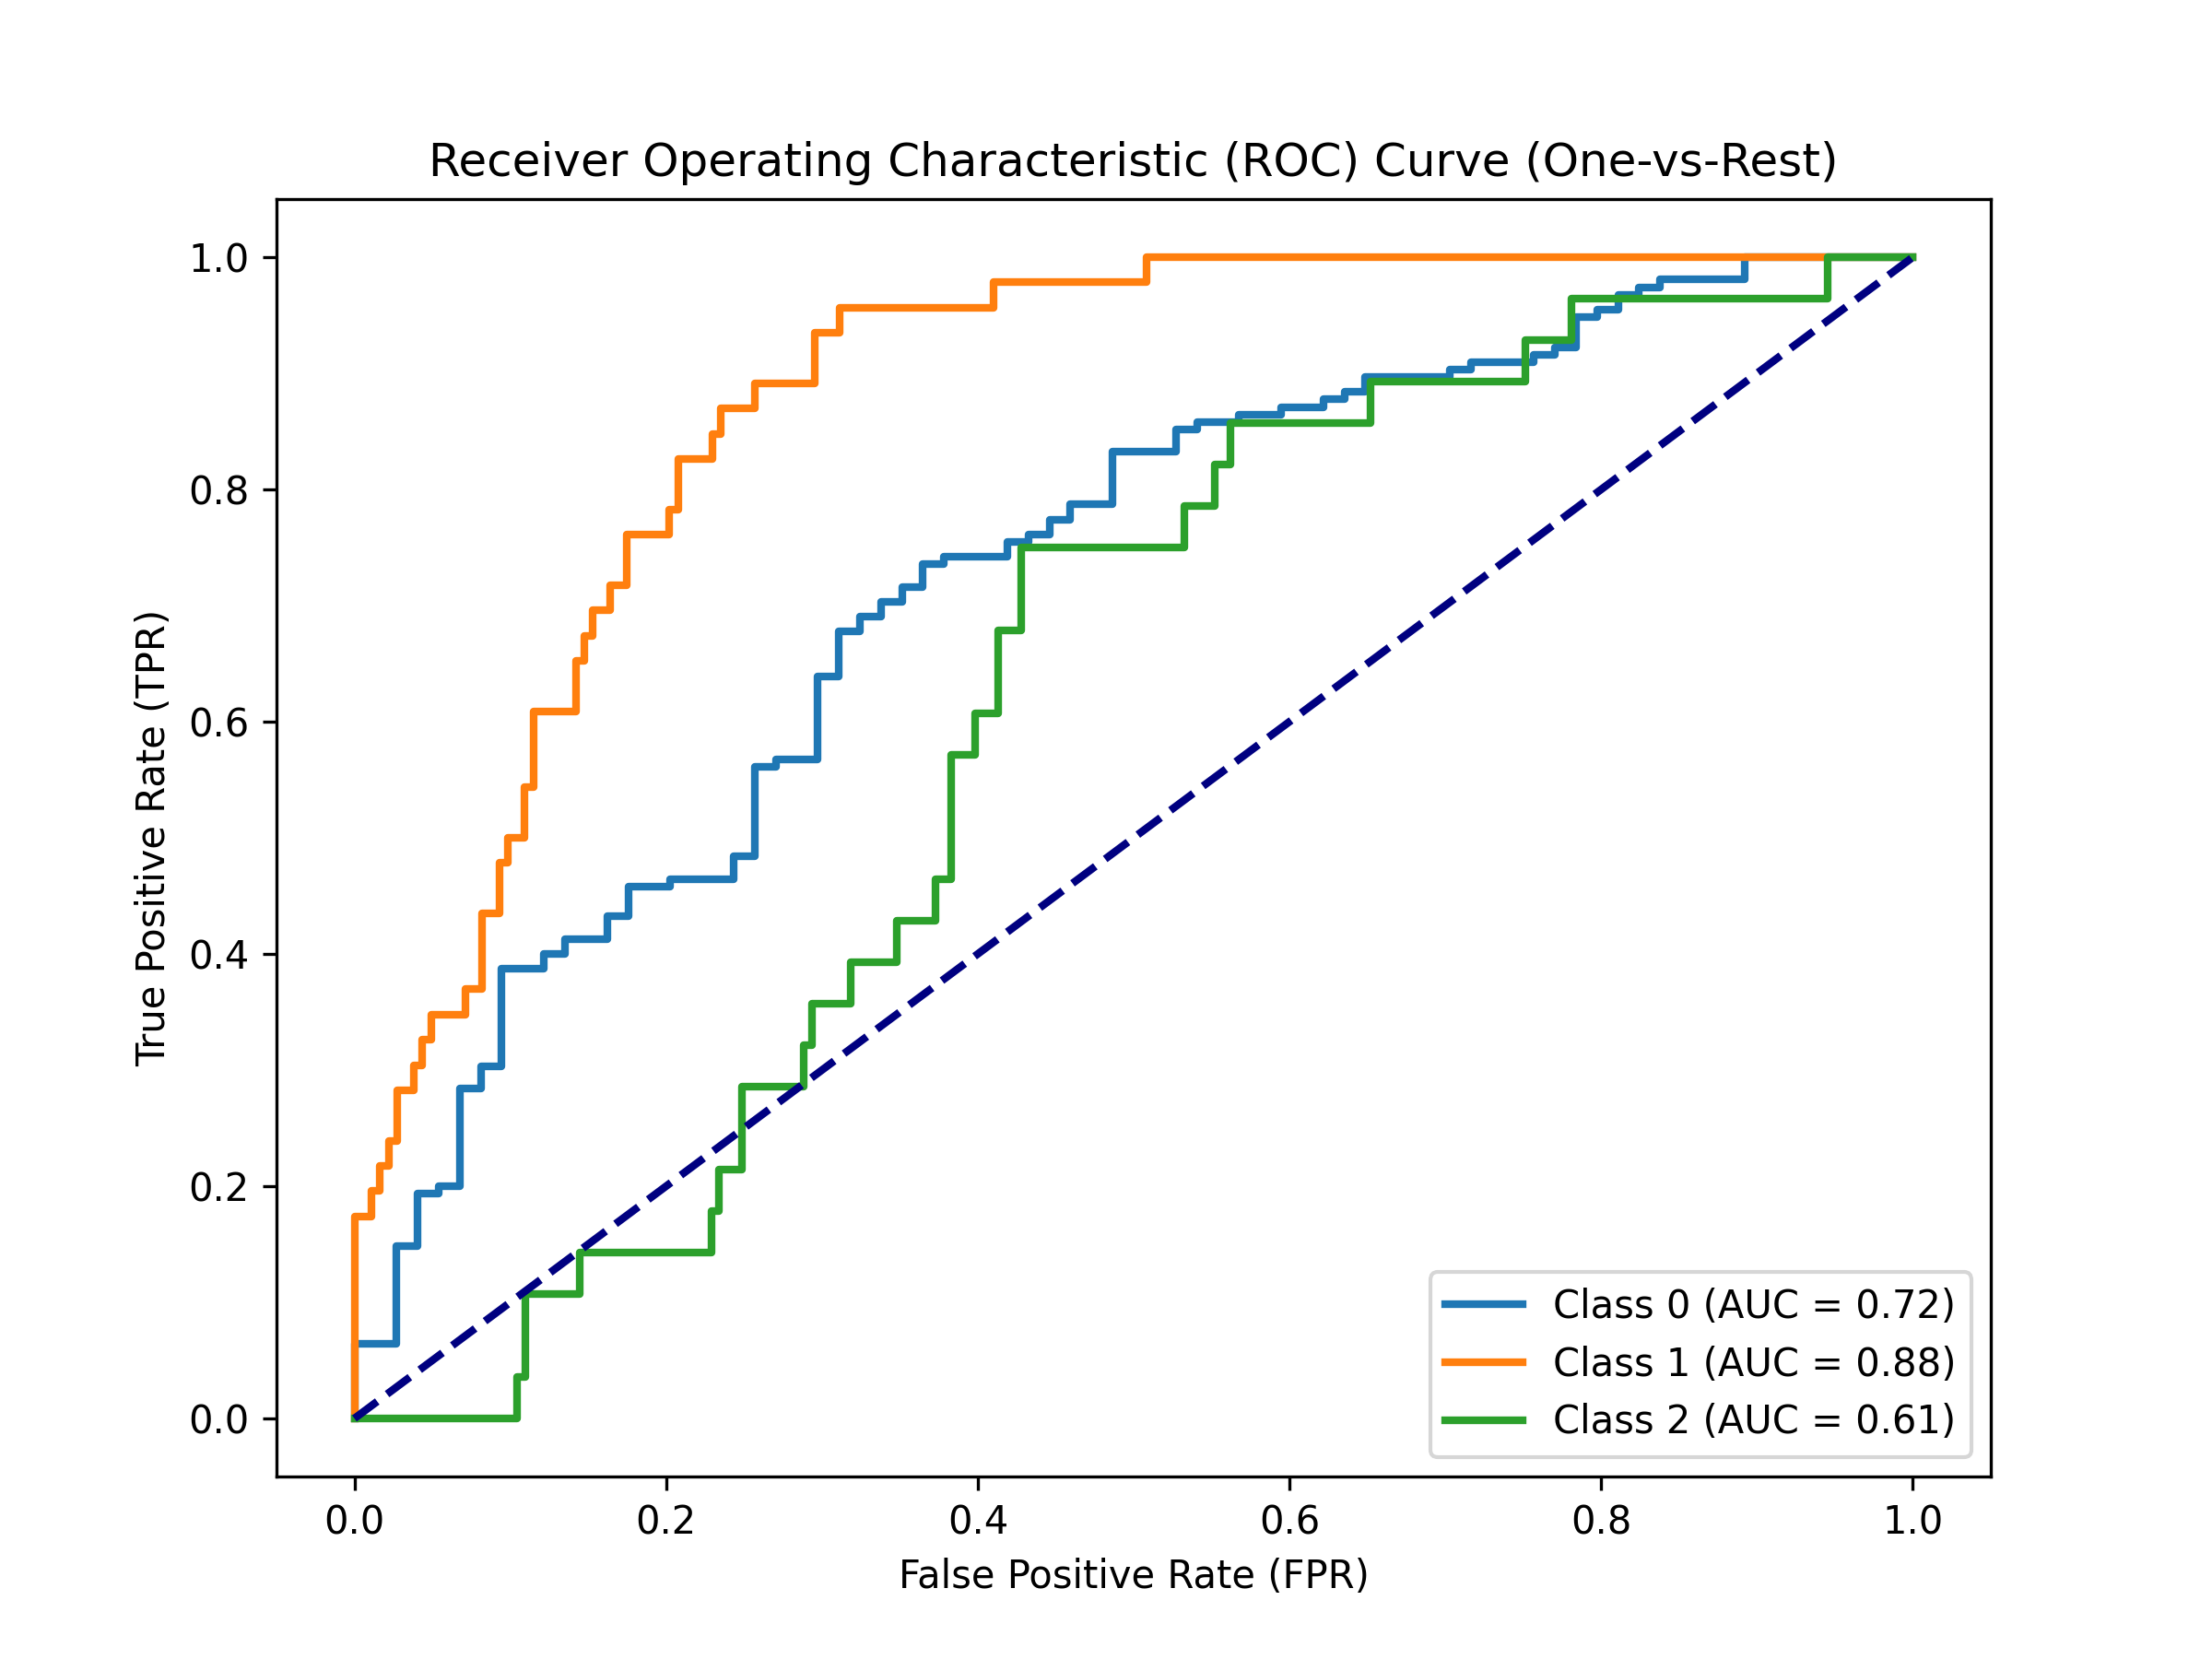 Receiver Operating Characteristic (ROC) Curve (One-vs-Rest)
True Positive Rate (TPR)
1.0
0.8
0.6
0.4
0.2
0.0
Class 0 (AUC = 0.72)
Class 1 (AUC = 0.88)
Class 2 (AUC = 0.61)
0.0 0.2 0.4 0.6 0.8 1.0
False Positive Rate (FPR)